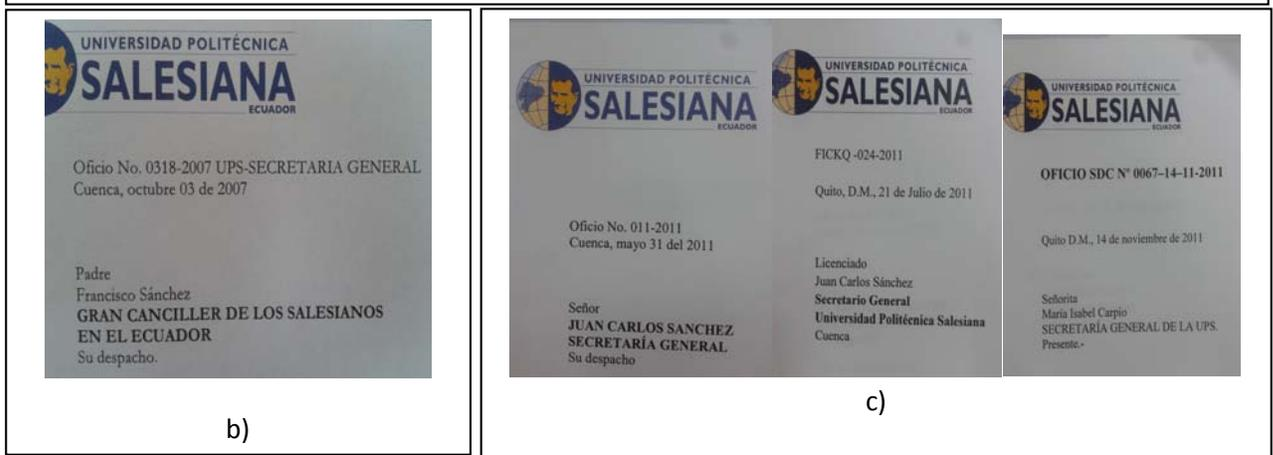 UNIVERSIDAD POLITÉCNICA
SALESIANA
ECUADOR
Oficio No. 0318-2007 UPS-SECRETARIA GENERAL
Cuenca, octubre 03 de 2007
Padre
Francisco Sánchez
GRAN CANCILLER DE LOS SALESIANOS
EN EL ECUADOR
Su despacho.
b)
UNIVERSIDAD POLITÉCNICA
SALESIANA
ECUADOR
Oficio No. 011-2011
Cuenca, mayo 31 del 2011
Señor
JUAN CARLOS SANCHEZ
SECRETARÍA GENERAL
Su despacho
UNIVERSIDAD POLITÉCNICA
SALESIANA
ECUADOR
FICKQ -024-2011
Quito, D.M., 21 de Julio de 2011
Licenciado
Juan Carlos Sánchez
Secretario General
Universidad Politécnica Salesiana
Cuenca
UNIVERSIDAD POLITÉCNICA
SALESIANA
ECUADOR
OFICIO SDC Nº 0067–14–11-2011
Quito D.M., 14 de noviembre de 2011
Señorita
María Isabel Carpio
SECRETARÍA GENERAL DE LA UPS.
Presente.-
c)